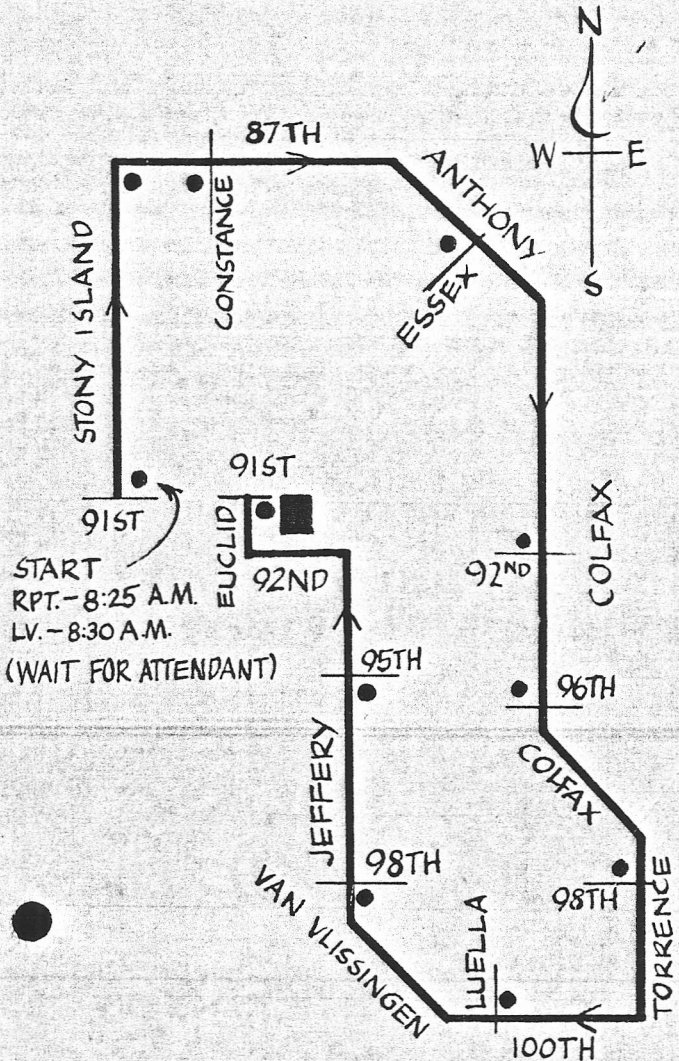 N
W E
S
87TH
CONSTANCE
ANTHONY
ESSEX
STONY ISLAND
91ST
START
RPT.-8:25 A.M.
LV.-8:30 A.M.
(WAIT FOR ATTENDANT)
91ST
EUCLID
92ND
COLFAX
92ND
95TH
96TH
COLFAX
JEFFERY
98TH
98TH
TORRENCE
VAN VLISSINGEN
LUELLA
100TH